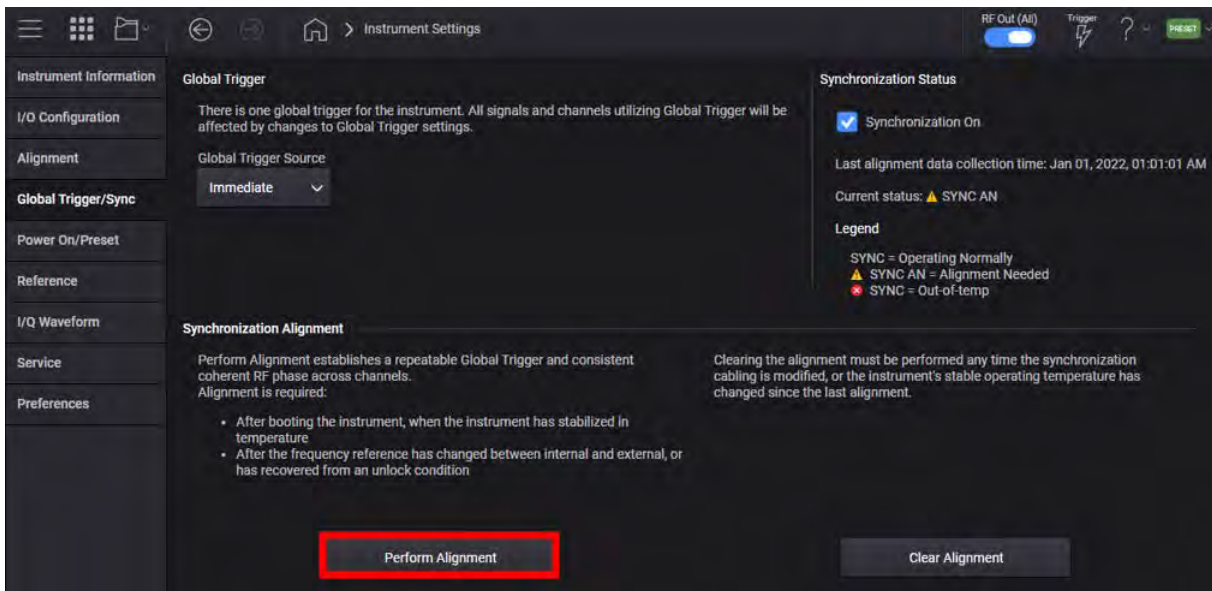 Instrument Settings
RF Out (All)
Trigger
?
PRESET
Instrument Information
I/O Configuration
Alignment
Global Trigger/Sync
Power On/Preset
Reference
I/Q Waveform
Service
Preferences
Global Trigger
There is one global trigger for the instrument. All signals and channels utilizing Global Trigger will be
affected by changes to Global Trigger settings.
Global Trigger Source
Immediate
Synchronization Status
Synchronization On
Last alignment data collection time: Jan 01, 2022, 01:01:01 AM
Current status: SYNC AN
Legend
SYNC = Operating Normally
SYNC AN = Alignment Needed
SYNC = Out-of-temp
Synchronization Alignment
Perform Alignment establishes a repeatable Global Trigger and consistent
coherent RF phase across channels.
Alignment is required:
• After booting the instrument, when the instrument has stabilized in
temperature
• After the frequency reference has changed between internal and external, or
has recovered from an unlock condition
Clearing the alignment must be performed any time the synchronization
cabling is modified, or the instrument's stable operating temperature has
changed since the last alignment.
Perform Alignment
Clear Alignment